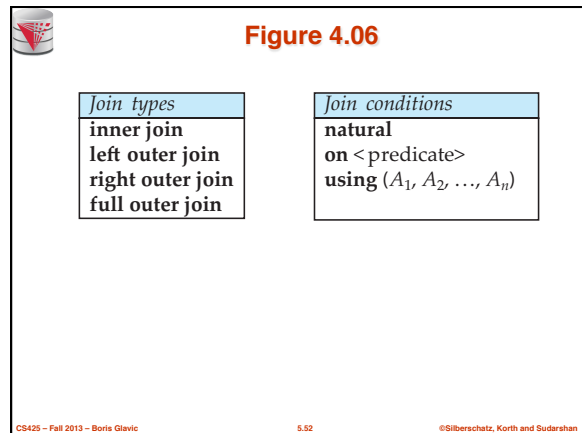 Figure 4.06
Join types
inner join
left outer join
right outer join
full outer join
Join conditions
natural
on <predicate>
using (A₁, A₂, …, Aₙ)
CS425 – Fall 2013 – Boris Glavic
5.52
©Silberschatz, Korth and Sudarshan